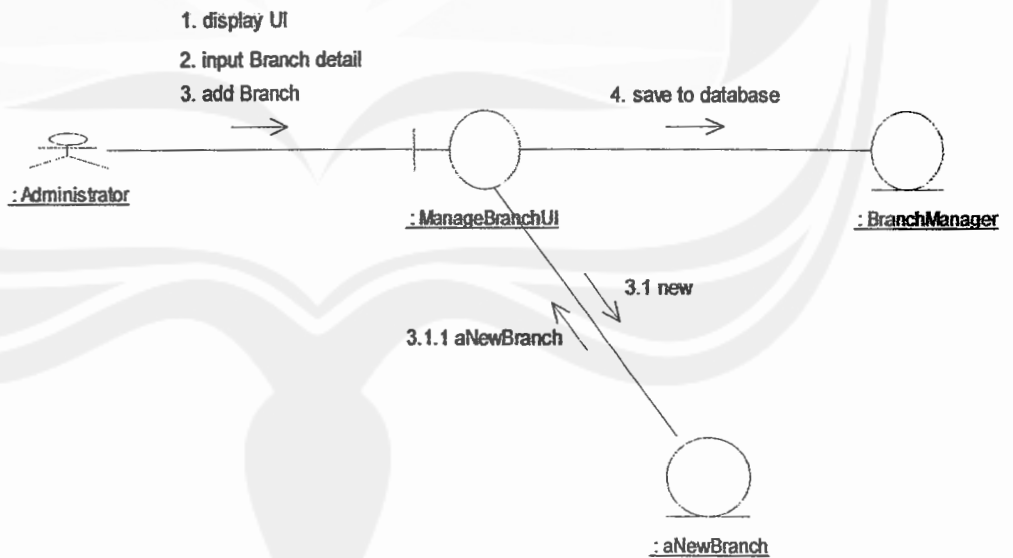 1. display UI
2. input Branch detail
3. add Branch
4. save to database
: Administrator
: ManageBranchUI
: BranchManager
3.1 new
3.1.1 aNewBranch
: aNewBranch